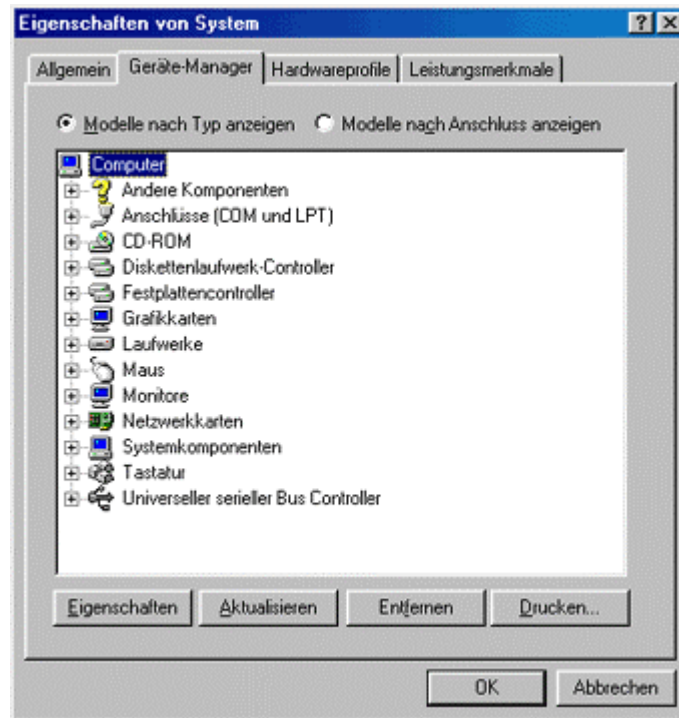 Eigenschaften von System
Allgemein Geräte-Manager Hardwareprofile Leistungsmerkmale
Modelle nach Typ anzeigen Modelle nach Anschluss anzeigen
Computer
Andere Komponenten
Anschlüsse (COM und LPT)
CD-ROM
Diskettenlaufwerk-Controller
Festplattencontroller
Grafikkarten
Laufwerke
Maus
Monitore
Netzwerkkarten
Systemkomponenten
Tastatur
Universeller serieller Bus Controller
Eigenschaften Aktualisieren Entfernen Drucken...
OK Abbrechen